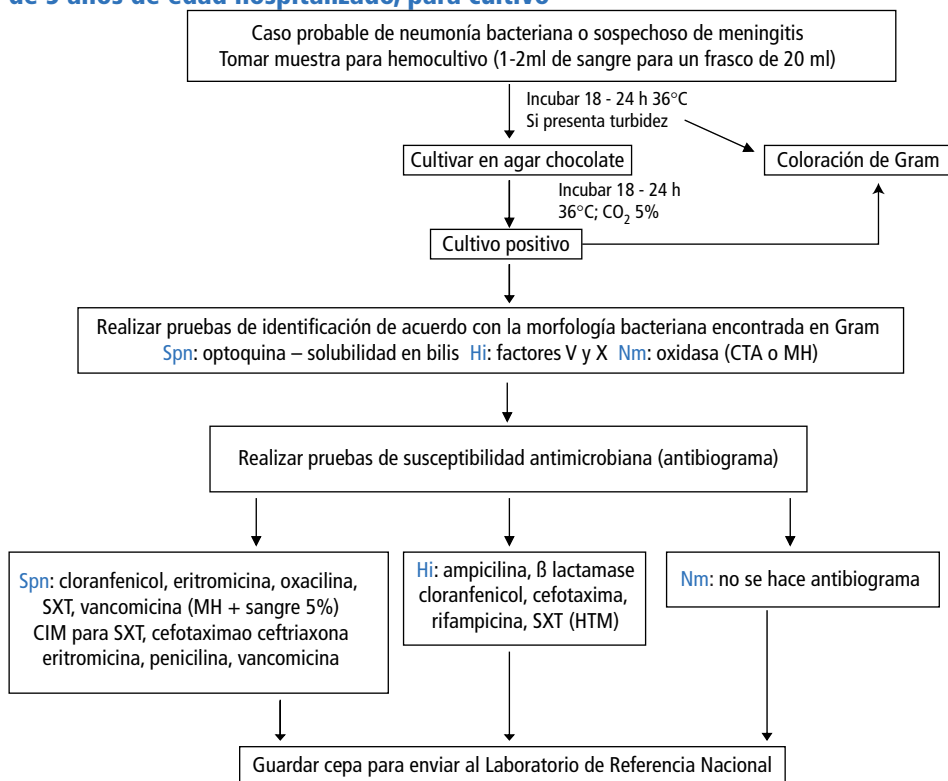 de 5 años de edad hospitalizado, para cultivo
Caso probable de neumonía bacteriana o sospechoso de meningitis
Tomar muestra para hemocultivo (1-2ml de sangre para un frasco de 20 ml)
Incubar 18 - 24 h 36°C
Si presenta turbidez
Cultivar en agar chocolate
Coloración de Gram
Incubar 18 - 24 h
36°C; CO₂ 5%
Cultivo positivo
Realizar pruebas de identificación de acuerdo con la morfología bacteriana encontrada en Gram
Spn: optoquina – solubilidad en bilis Hi: factores V y X Nm: oxidasa (CTA o MH)
Realizar pruebas de susceptibilidad antimicrobiana (antibiograma)
Spn: cloranfenicol, eritromicina, oxacilina,
SXT, vancomicina (MH + sangre 5%)
CIM para SXT, cefotaximao ceftriaxona
eritromicina, penicilina, vancomicina
Hi: ampicilina, ß lactamase
cloranfenicol, cefotaxima,
rifampicina, SXT (HTM)
Nm: no se hace antibiograma
Guardar cepa para enviar al Laboratorio de Referencia Nacional